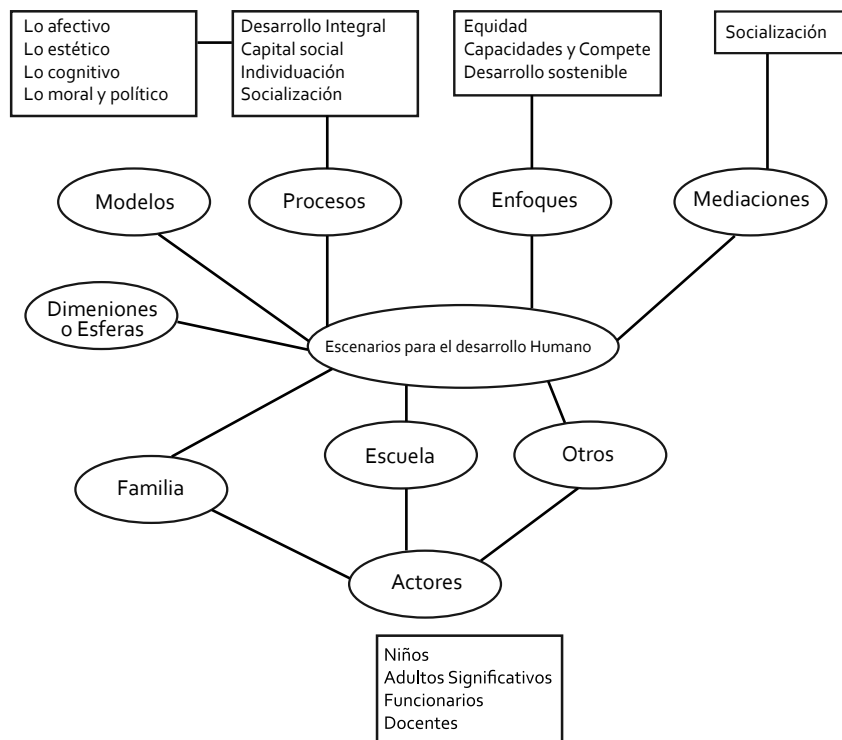 Lo afectivo
Lo estético
Lo cognitivo
Lo moral y político
Desarrollo Integral
Capital social
Individuación
Socialización
Equidad
Capacidades y Compete
Desarrollo sostenible
Socialización
Modelos
Procesos
Enfoques
Mediaciones
Dimeniones
o Esferas
Escenarios para el desarrollo Humano
Familia
Escuela
Otros
Actores
Niños
Adultos Significativos
Funcionarios
Docentes